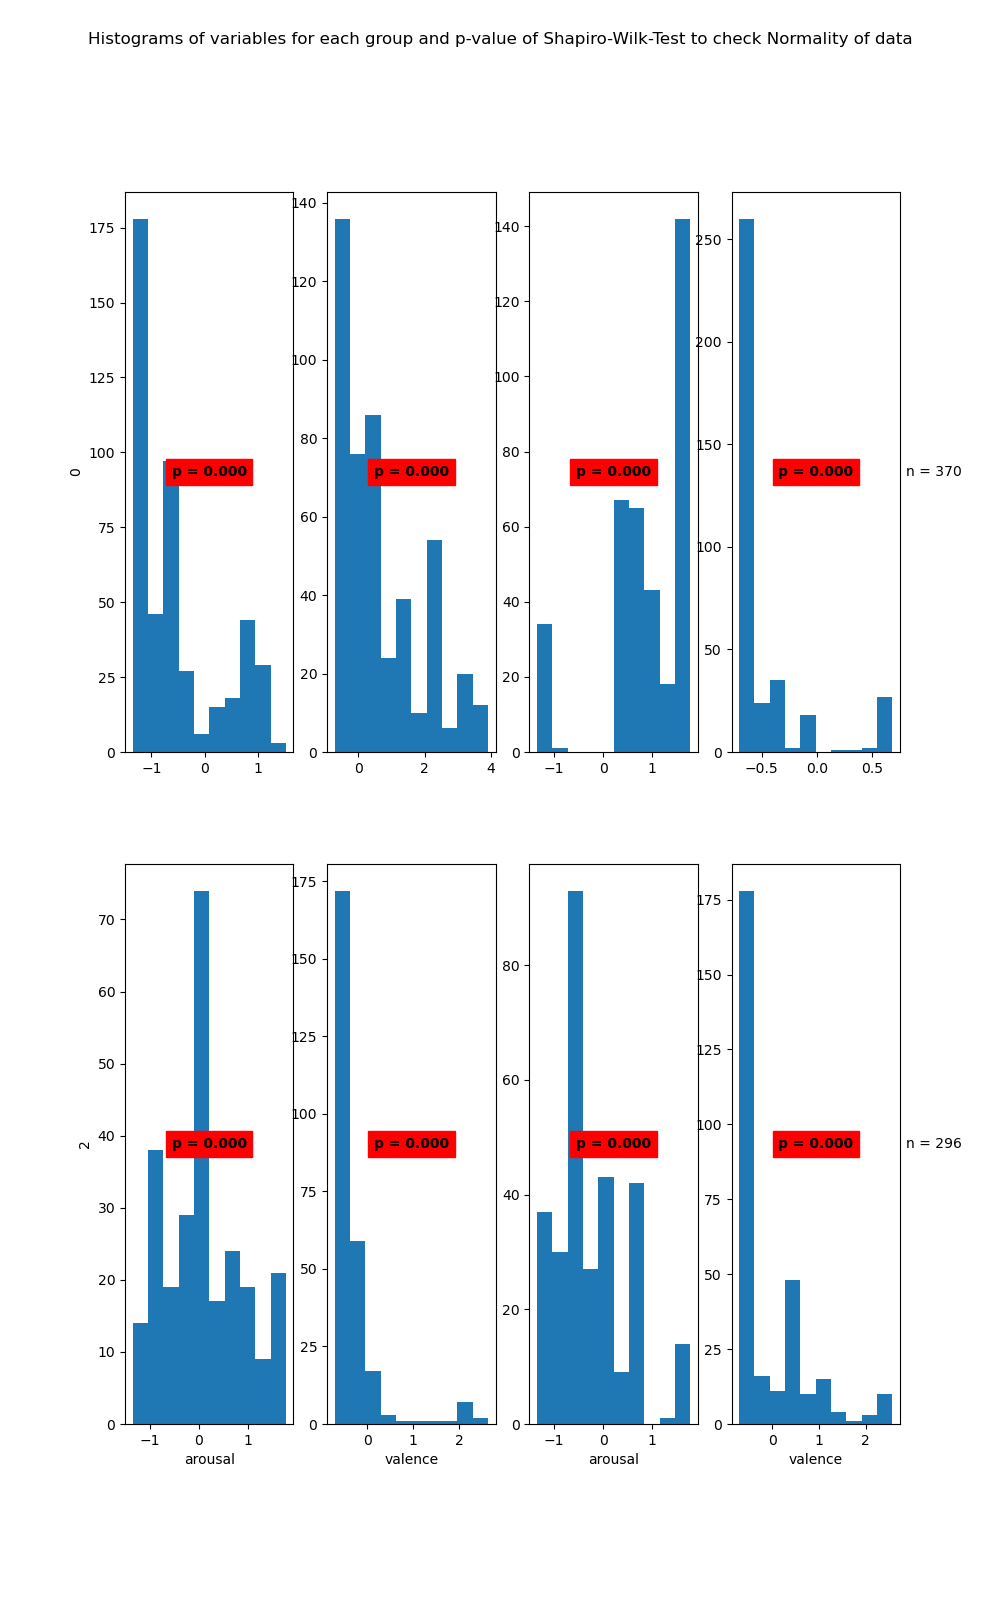 Histograms of variables for each group and p-value of Shapiro-Wilk-Test to check Normality of data
0
175
150
125
100
75
50
25
0
−1 0 1
p = 0.000
140
120
100
80
60
40
20
0
0 2 4
p = 0.000
140
120
100
80
60
40
20
0
−1 0 1
p = 0.000
250
200
150
100
50
0
−0.5 0.0 0.5
p = 0.000
n = 370
2
70
60
50
40
30
20
10
0
−1 0 1
arousal
p = 0.000
175
150
125
100
75
50
25
0
0 1 2
valence
p = 0.000
80
60
40
20
0
−1 0 1
arousal
p = 0.000
175
150
125
100
75
50
25
0
0 1 2
valence
p = 0.000
n = 296